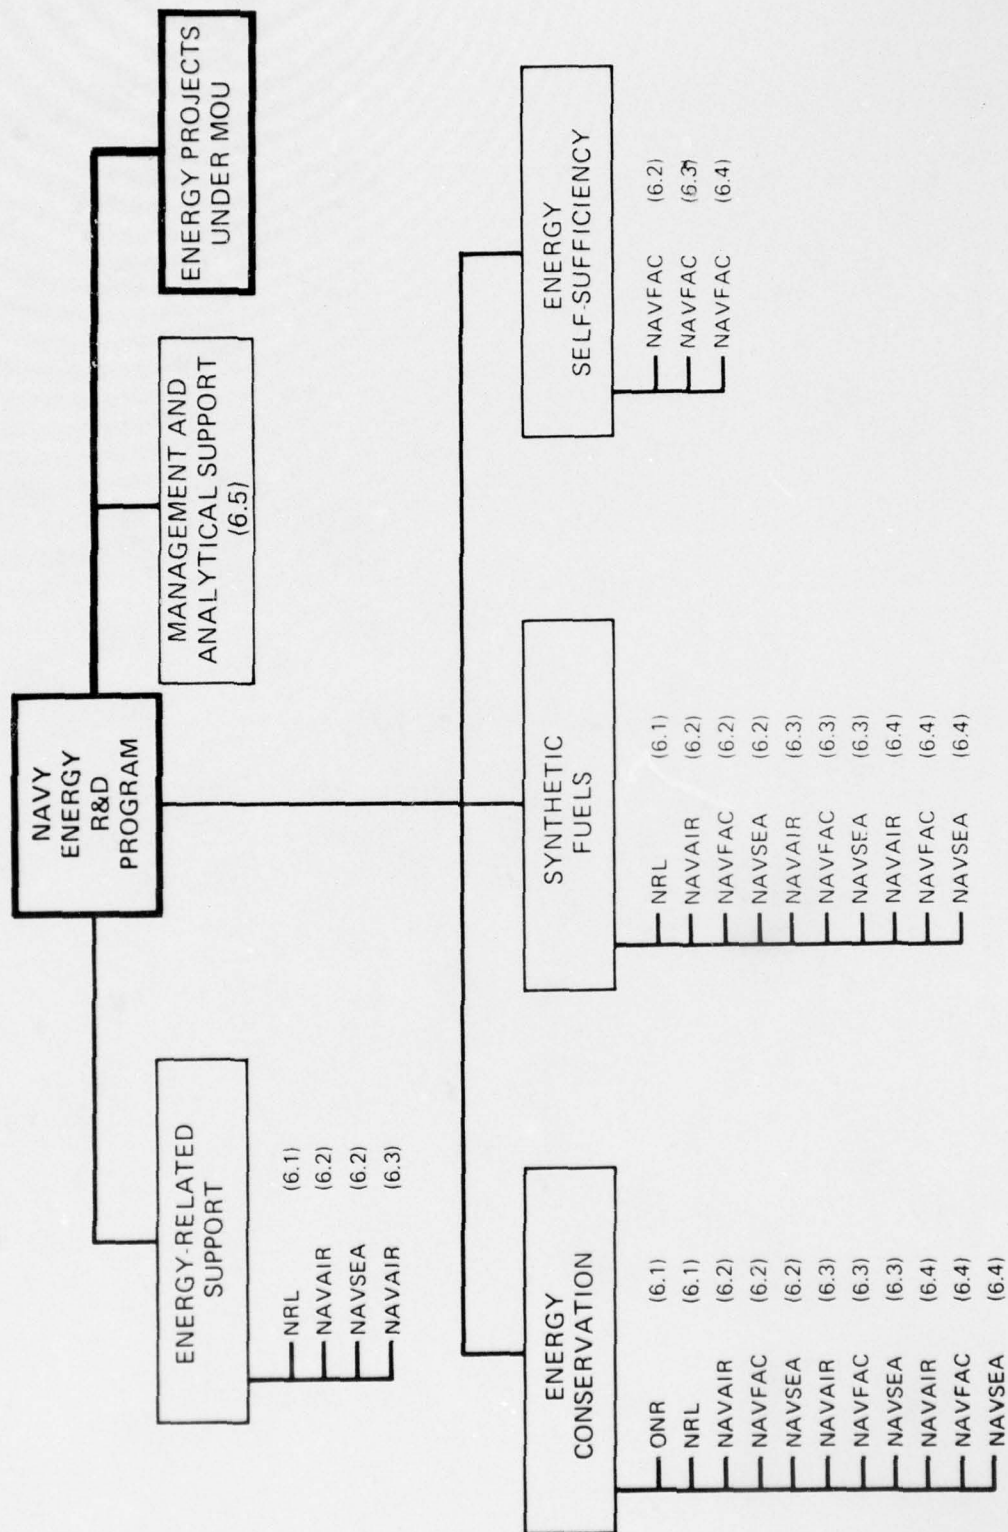 NAVY
ENERGY
R&D
PROGRAM
ENERGY-RELATED
SUPPORT
NRL (6.1)
NAVAIR (6.2)
NAVSEA (6.2)
NAVAIR (6.3)
MANAGEMENT AND
ANALYTICAL SUPPORT
(6.5)
ENERGY PROJECTS
UNDER MOU
ENERGY
CONSERVATION
ONR (6.1)
NRL (6.1)
NAVAIR (6.2)
NAVFAC (6.2)
NAVSEA (6.2)
NAVAIR (6.3)
NAVFAC (6.3)
NAVSEA (6.3)
NAVAIR (6.4)
NAVFAC (6.4)
NAVSEA (6.4)
SYNTHETIC
FUELS
NRL (6.1)
NAVAIR (6.2)
NAVFAC (6.2)
NAVSEA (6.2)
NAVAIR (6.3)
NAVFAC (6.3)
NAVSEA (6.3)
NAVAIR (6.4)
NAVFAC (6.4)
NAVSEA (6.4)
ENERGY
SELF-SUFFICIENCY
NAVFAC (6.2)
NAVFAC (6.3)
NAVFAC (6.4)